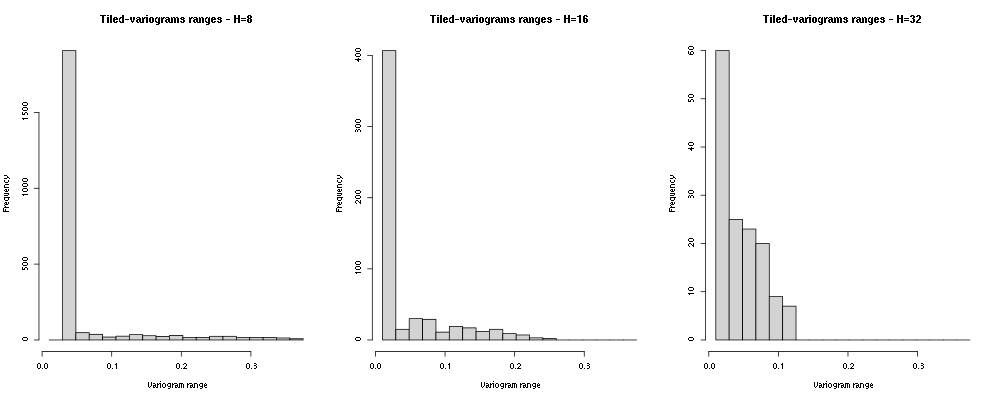 Tiled-variograms ranges - H=8
Frequency
0
500
1000
1500
0.0 0.1 0.2 0.3
Variogram range
Tiled-variograms ranges - H=16
Frequency
0
100
200
300
400
0.0 0.1 0.2 0.3
Variogram range
Tiled-variograms ranges - H=32
Frequency
0
10
20
30
40
50
60
0.0 0.1 0.2 0.3
Variogram range